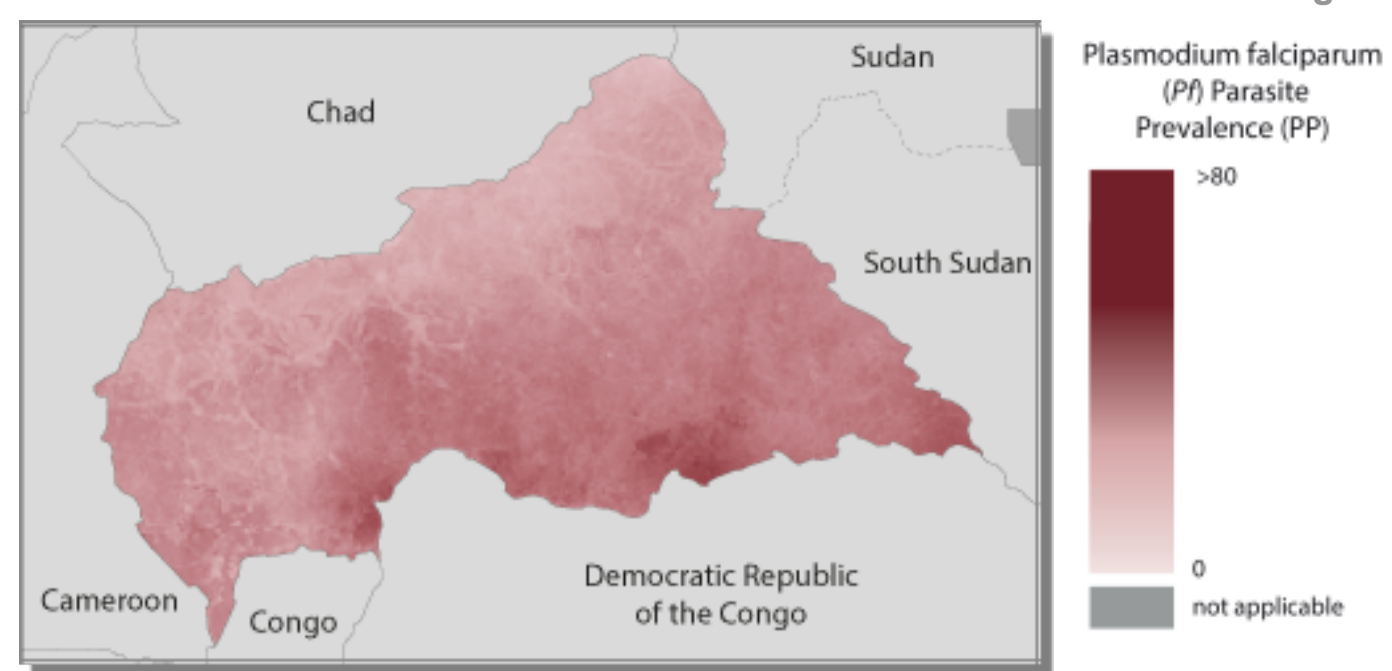 Sudan
Chad
South Sudan
Democratic Republic
of the Congo
Cameroon
Congo
Plasmodium falciparum
(Pf) Parasite
Prevalence (PP)
>80
0
not applicable